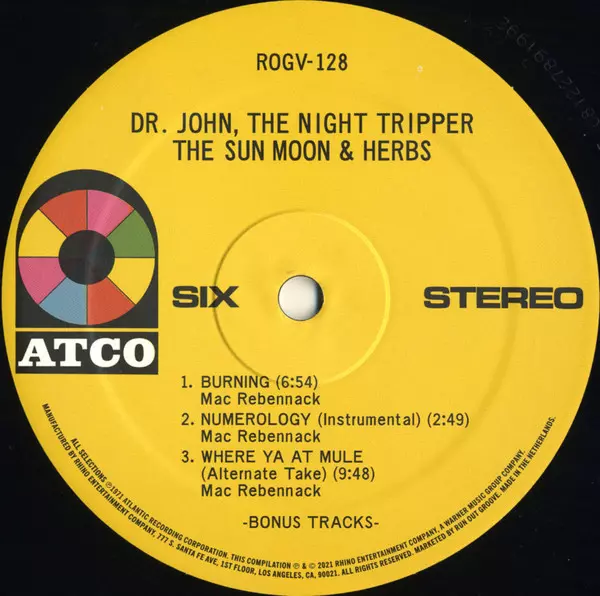 ROGV-128
DR. JOHN, THE NIGHT TRIPPER
THE SUN MOON & HERBS
SIX
STEREO
ATCO
1. BURNING (6:54)
Mac Rebennack
2. NUMEROLOGY (Instrumental) (2:49)
Mac Rebennack
3. WHERE YA AT MULE
(Alternate Take) (9:48)
Mac Rebennack
-BONUS TRACKS-
ALL SELECTIONS ℗1971 ATLANTIC RECORDING CORPORATION. THIS COMPILATION ℗ & © 2021 RHINO ENTERTAINMENT COMPANY, A WARNER MUSIC GROUP COMPANY.
MANUFACTURED BY RHINO ENTERTAINMENT COMPANY, 777 S. SANTA FE AVE, 1ST FLOOR, LOS ANGELES, CA, 90021. ALL RIGHTS RESERVED. MARKETED BY RUN OUT GROOVE. MADE IN THE NETHERLANDS.